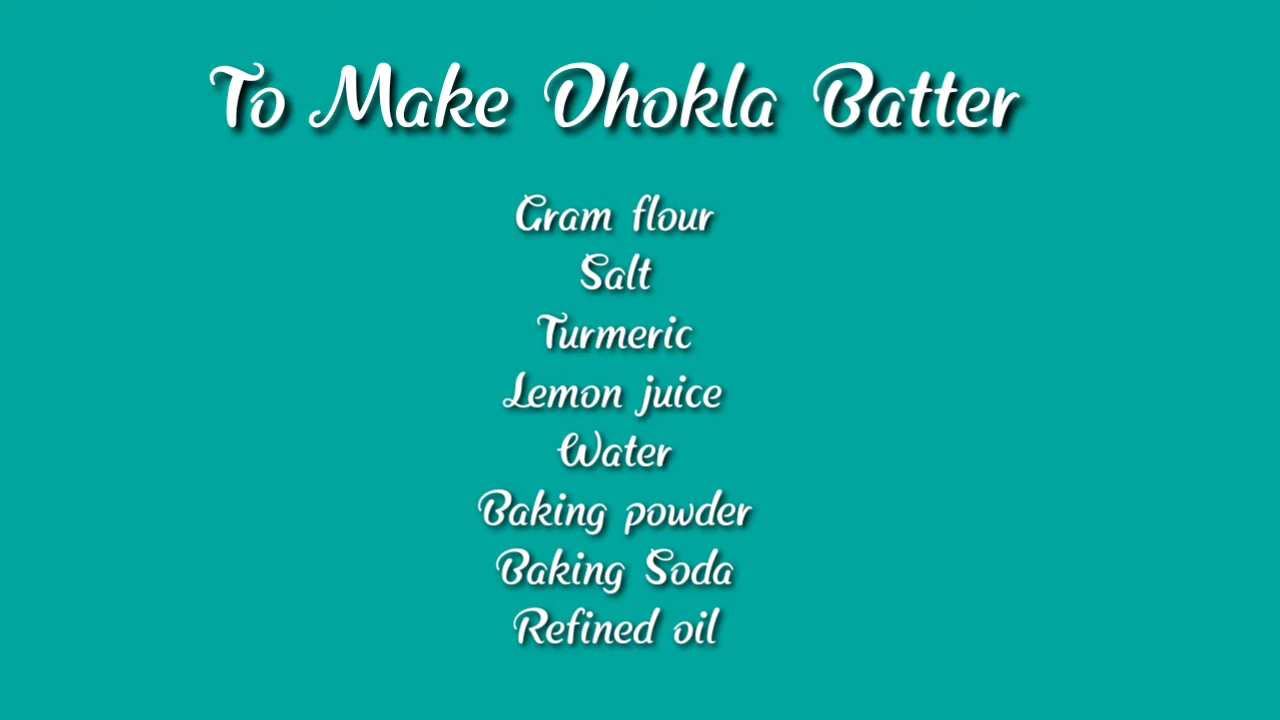 To Make Dhokla Batter
Gram flour
Salt
Turmeric
Lemon juice
Water
Baking powder
Baking Soda
Refined oil